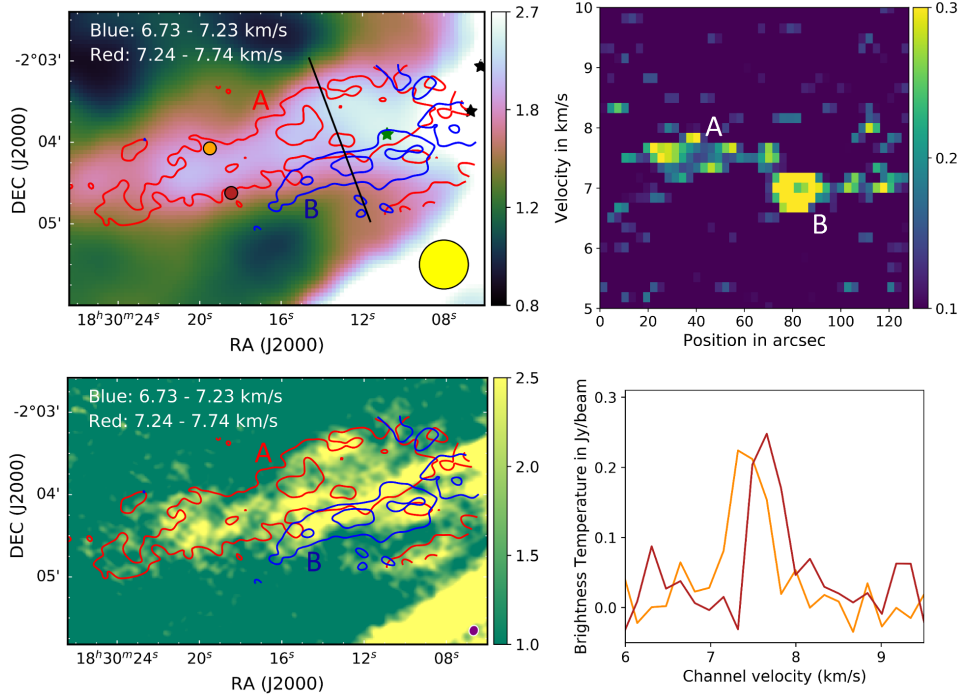 Blue: 6.73 - 7.23 km/s
Red: 7.24 - 7.74 km/s
A
B
-2°03'
04'
05'
DEC (J2000)
18ʰ30ᵐ24ˢ
20ˢ
16ˢ
12ˢ
08ˢ
RA (J2000)
2.7
1.8
1.2
0.8
10
9
8
7
6
5
Velocity in km/s
A
B
0
20
40
60
80
100
120
Position in arcsec
0.3
0.2
0.1
Blue: 6.73 - 7.23 km/s
Red: 7.24 - 7.74 km/s
A
B
-2°03'
04'
05'
DEC (J2000)
18ʰ30ᵐ24ˢ
20ˢ
16ˢ
12ˢ
08ˢ
RA (J2000)
2.5
2.0
1.5
1.0
0.3
0.2
0.1
0.0
Brightness Temperature in Jy/beam
6
7
8
9
Channel velocity (km/s)